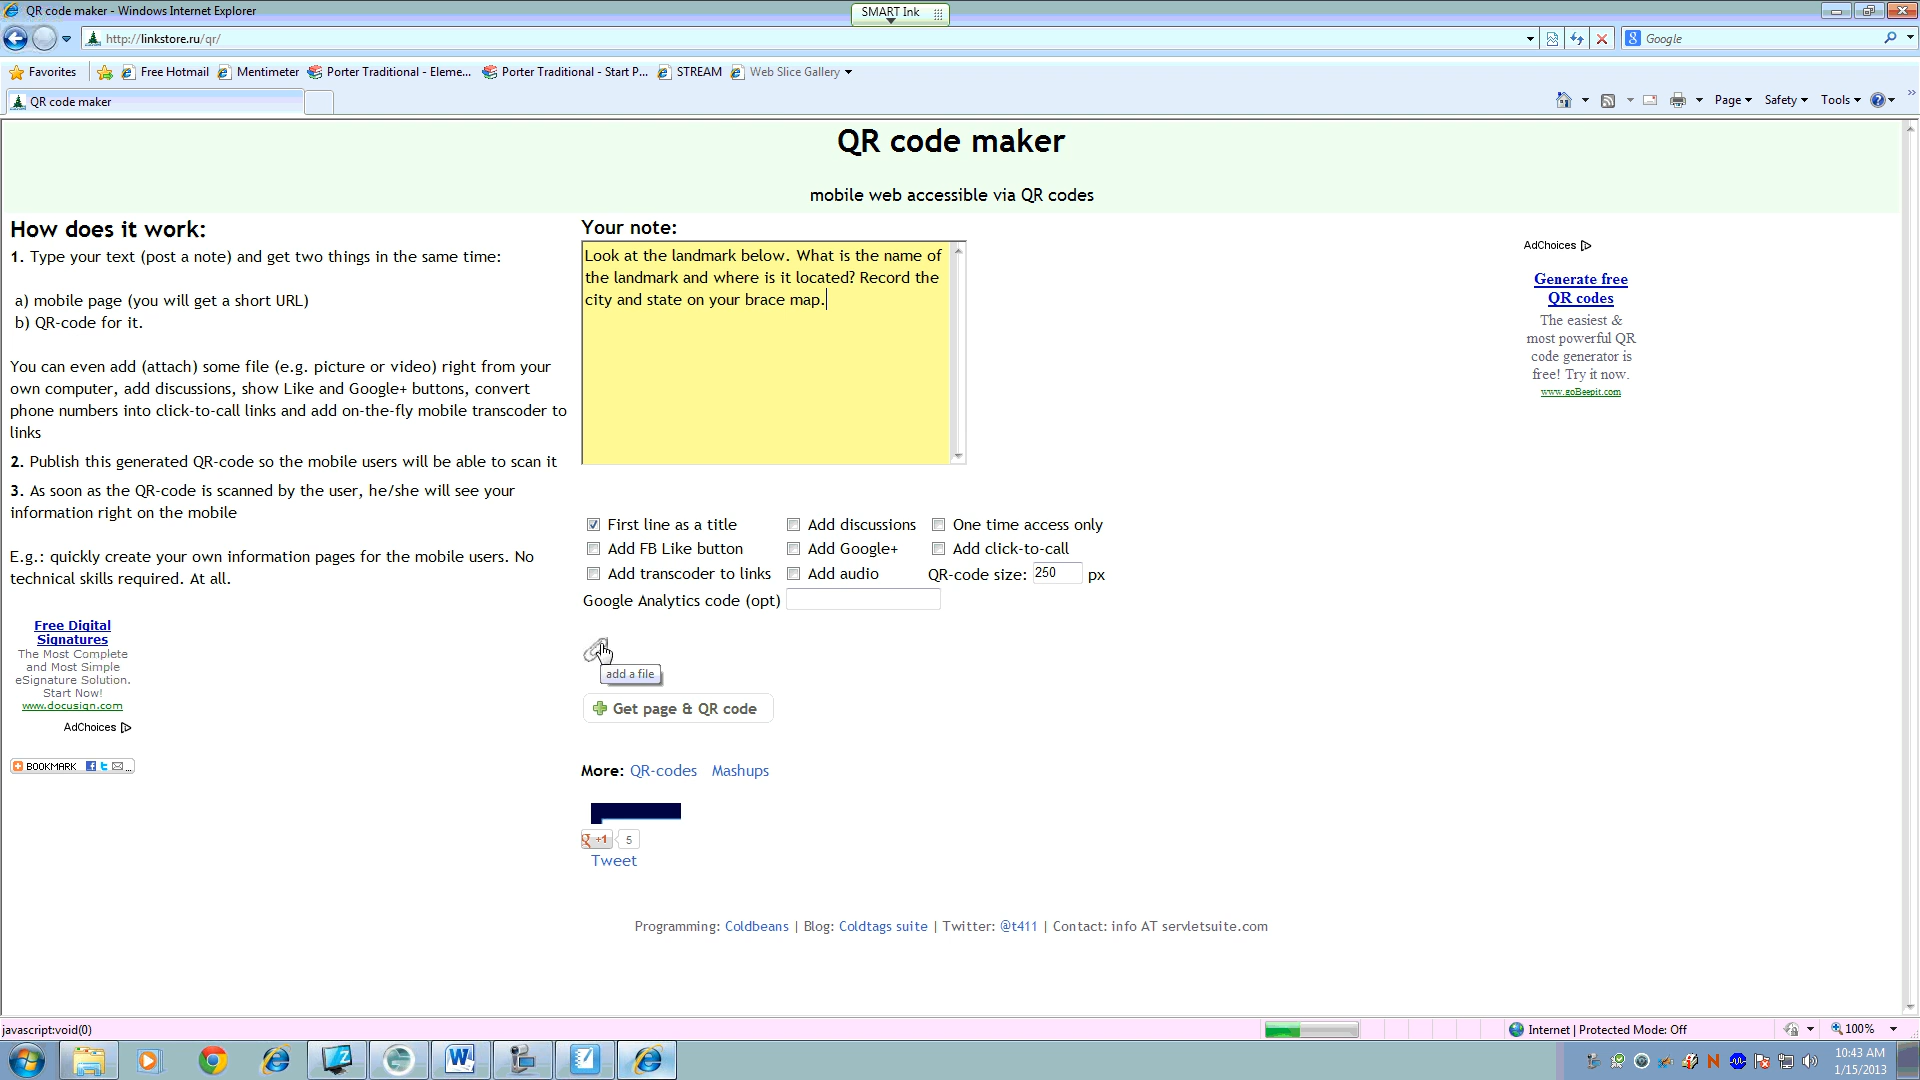 QR code maker - Windows Internet Explorer
SMART Ink
http://linkstore.ru/qr/
Google
Favorites
Free Hotmail
Mentimeter
Porter Traditional - Eleme...
Porter Traditional - Start P...
STREAM
Web Slice Gallery
QR code maker
Page
Safety
Tools
QR code maker
mobile web accessible via QR codes
How does it work:
1. Type your text (post a note) and get two things in the same time:
a) mobile page (you will get a short URL)
b) QR-code for it.
You can even add (attach) some file (e.g. picture or video) right from your
own computer, add discussions, show Like and Google+ buttons, convert
phone numbers into click-to-call links and add on-the-fly mobile transcoder to
links
2. Publish this generated QR-code so the mobile users will be able to scan it
3. As soon as the QR-code is scanned by the user, he/she will see your
information right on the mobile
E.g.: quickly create your own information pages for the mobile users. No
technical skills required. At all.
Free Digital
Signatures
The Most Complete
and Most Simple
eSignature Solution.
Start Now!
www.docusign.com
AdChoices
BOOKMARK
Your note:
Look at the landmark below. What is the name of
the landmark and where is it located? Record the
city and state on your brace map.
First line as a title
Add discussions
One time access only
Add FB Like button
Add Google+
Add click-to-call
Add transcoder to links
Add audio
QR-code size: 250 px
Google Analytics code (opt)
add a file
Get page & QR code
More: QR-codes Mashups
+1
5
Tweet
AdChoices
Generate free
QR codes
The easiest &
most powerful QR
code generator is
free! Try it now.
www.goBeepit.com
Programming: Coldbeans | Blog: Coldtags suite | Twitter: @t411 | Contact: info AT servletsuite.com
javascript:void(0)
Internet | Protected Mode: Off
100%
10:43 AM
1/15/2013